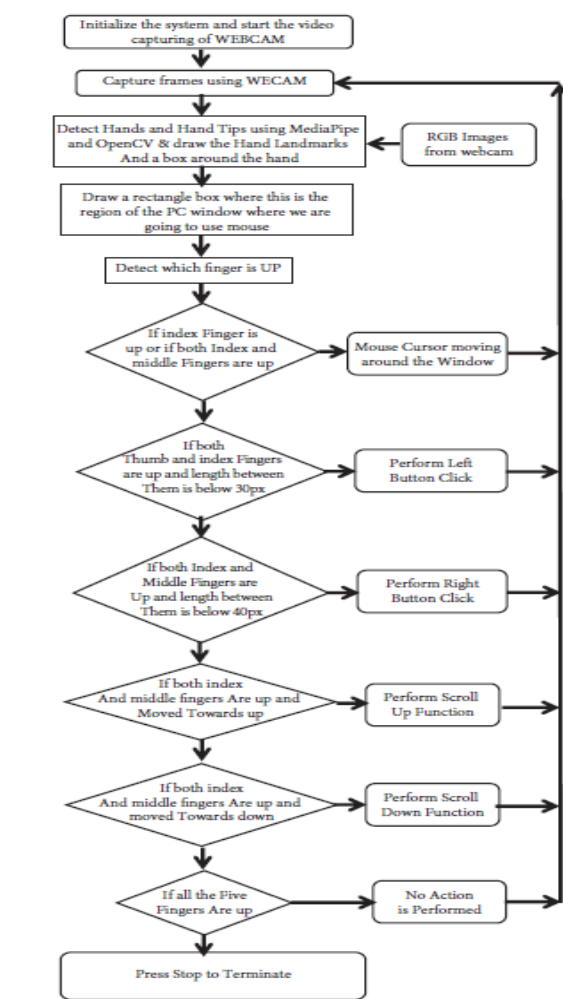 Initialize the system and start the video
capturing of WEBCAM
Capture frames using WECAM
Detect Hands and Hand Tips using MediaPipe
and OpenCV & draw the Hand Landmarks
And a box around the hand
RGB Images
from webcam
Draw a rectangle box where this is the
region of the PC window where we are
going to use mouse
Detect which finger is UP
If index Finger is
up or if both Index and
middle Fingers are up
Mouse Cursor moving
around the Window
If both
Thumb and index Fingers
are up and length between
Them is below 30px
Perform Left
Button Click
If both Index and
Middle Fingers are
Up and length between
Them is below 40px
Perform Right
Button Click
If both index
And middle fingers Are up and
Moved Towards up
Perform Scroll
Up Function
If both index
And middle fingers Are up and
moved Towards down
Perform Scroll
Down Function
If all the Five
Fingers Are up
No Action
is Performed
Press Stop to Terminate